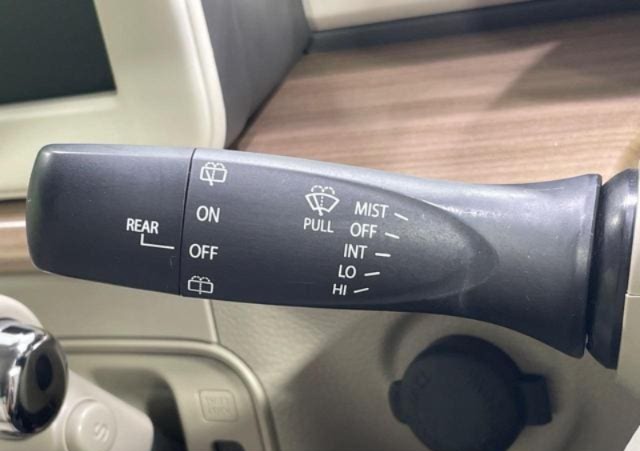 REAR
ON
OFF
PULL
MIST
OFF
INT
LO
HI
S